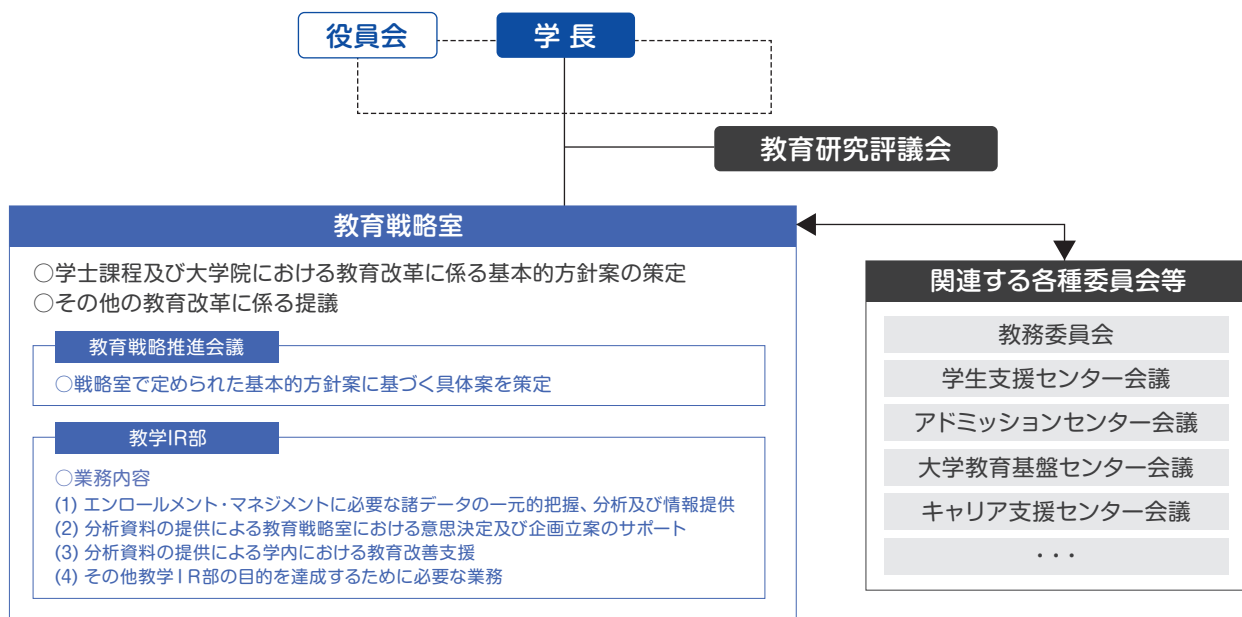 役員会
学長
教育研究評議会
教育戦略室
○学士課程及び大学院における教育改革に係る基本的方針案の策定
○その他の教育改革に係る提議
教育戦略推進会議
○戦略室で定められた基本的方針案に基づく具体案を策定
教学IR部
○業務内容
(1) エンロールメント・マネジメントに必要な諸データの一元的把握、分析及び情報提供
(2) 分析資料の提供による教育戦略室における意思決定及び企画立案のサポート
(3) 分析資料の提供による学内における教育改善支援
(4) その他教学ＩＲ部の目的を達成するために必要な業務
関連する各種委員会等
教務委員会
学生支援センター会議
アドミッションセンター会議
大学教育基盤センター会議
キャリア支援センター会議
・・・